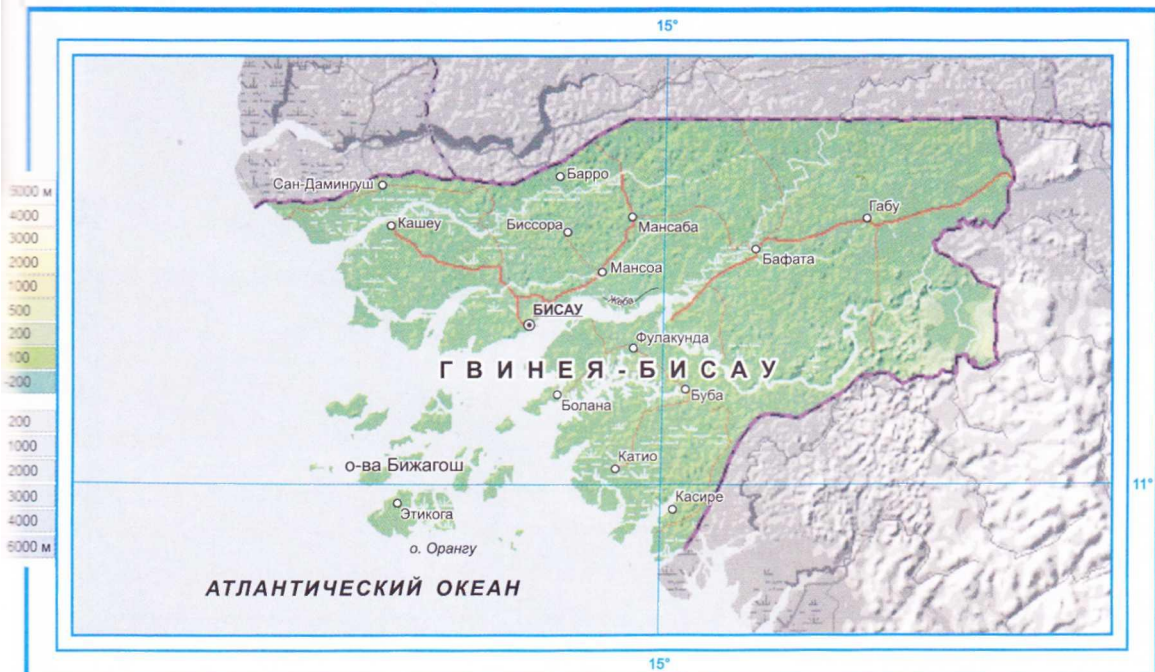 15°
5000 м
4000
3000
2000
1000
500
200
100
-200
200
1000
2000
3000
4000
6000 м
Барро
Сан-Дамингуш
Габу
Кашеу
Биссора
Мансаба
Бафата
Мансоа
Жеба
БИСАУ
Фулакунда
ГВИНЕЯ-БИСАУ
Болана
Буба
Катио
о-ва Бижагош
11°
Касире
Этикога
о. Орангу
АТЛАНТИЧЕСКИЙ ОКЕАН
15°